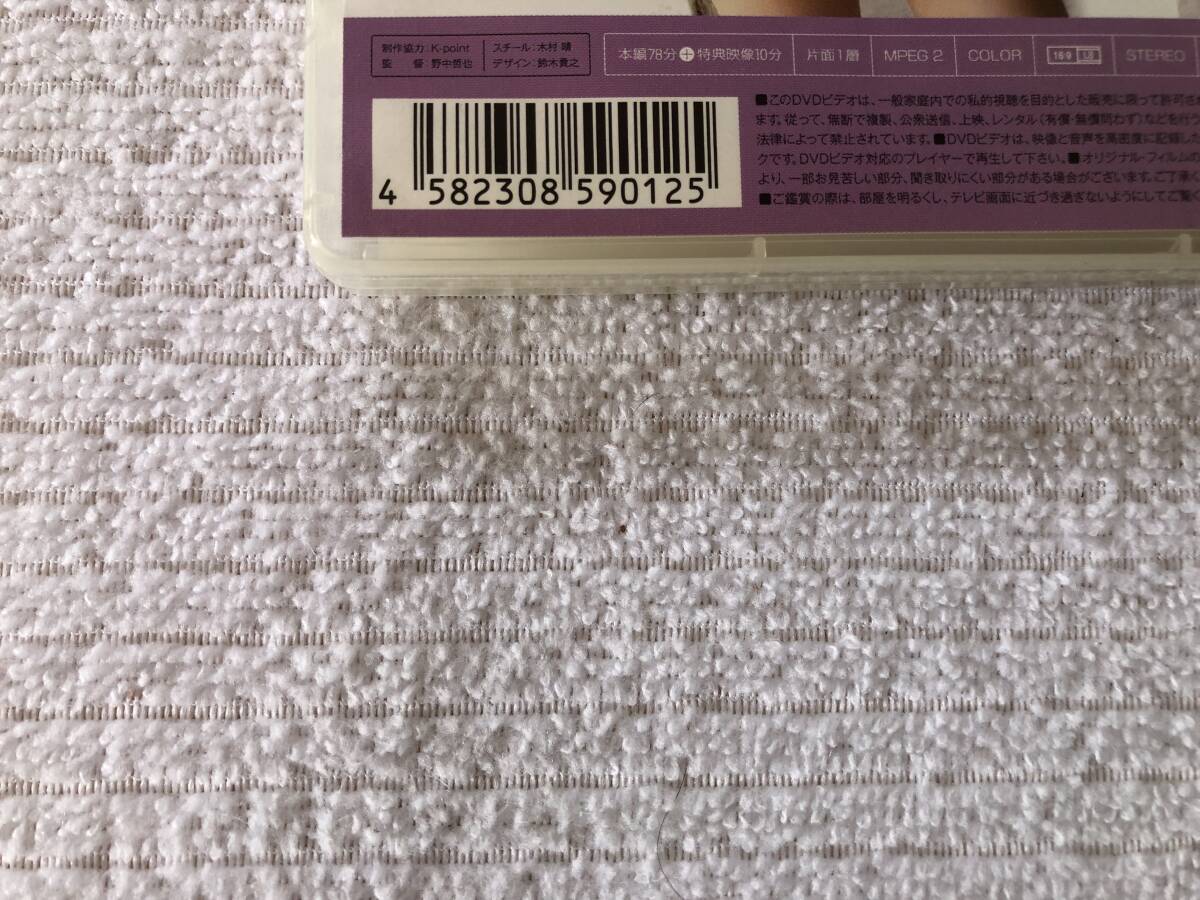 制作協力：K-point
監　督：野中哲也
スチール：木村 晴
デザイン：鈴木貴之
本編78分＋特典映像10分
片面1層
MPEG 2
COLOR
16:9 LB
STEREO
4 582308 590125
■このDVDビデオは、一般家庭内での私的視聴を目的とした販売に限って許可さ
ます。従って、無断で複製、公衆送信、上映、レンタル（有償・無償問わず）などを行う
法律によって禁止されています。■DVDビデオは、映像と音声を高密度に記録し
クです。DVDビデオ対応のプレイヤーで再生して下さい。■オリジナル・フィルムの
より、一部お見苦しい部分、聞き取りにくい部分がある場合がございます。ご了承く
■ご鑑賞の際は、部屋を明るくし、テレビ画面に近づき過ぎないようにしてご覧く